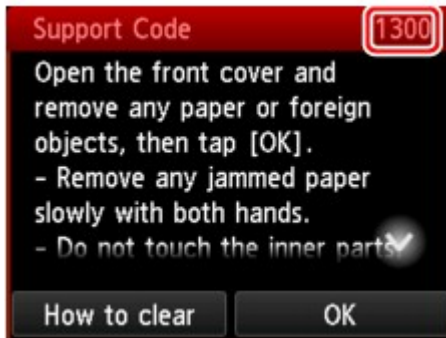 Support Code 1300
Open the front cover and
remove any paper or foreign
objects, then tap [OK].
– Remove any jammed paper
slowly with both hands.
– Do not touch the inner parts
How to clear OK